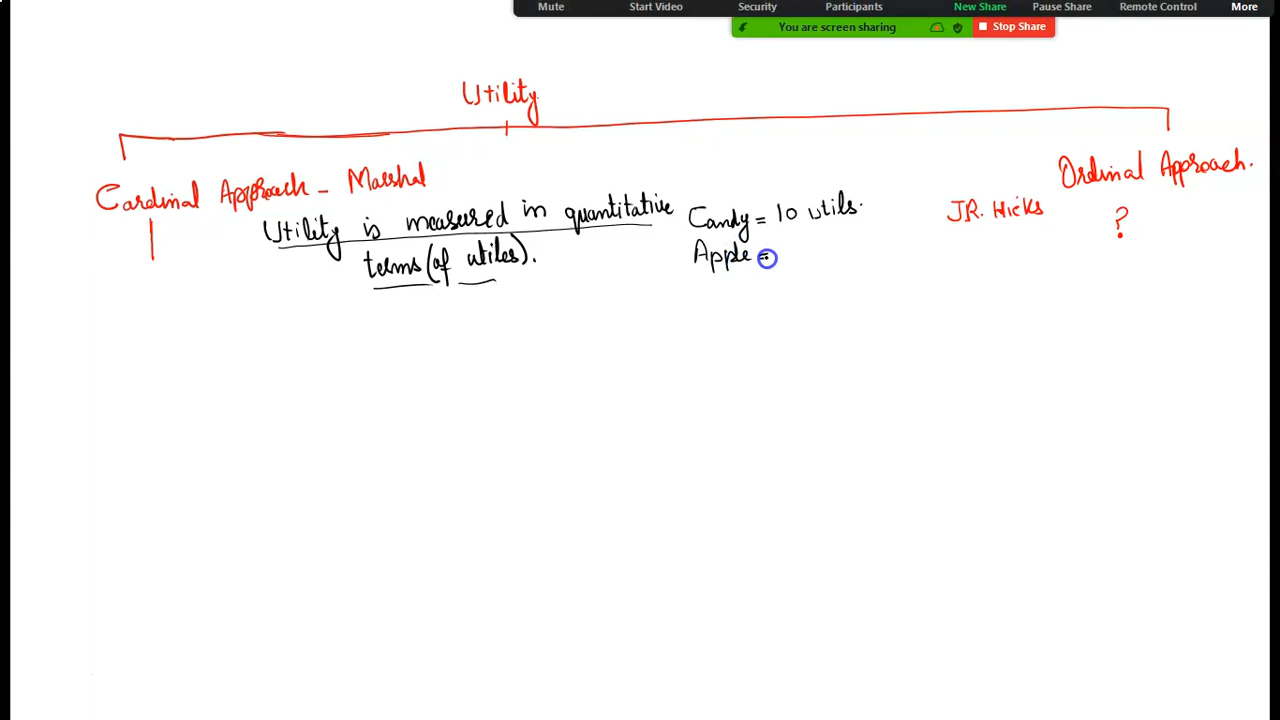 Mute Start Video Security Participants New Share Pause Share Remote Control More
You are screen sharing Stop Share
Utility
Cardinal Approach - Marshal
Ordinal Approach.
Utility is measured in quantitative
terms (of utiles).
Candy = 10 utils.
Apple =
J.R. Hicks
?